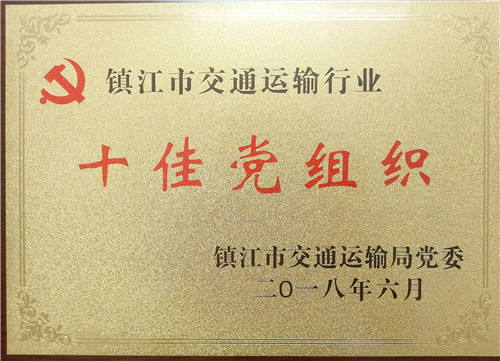 镇江市交通运输行业
十佳党组织
镇江市交通运输局党委
二0一八年六月